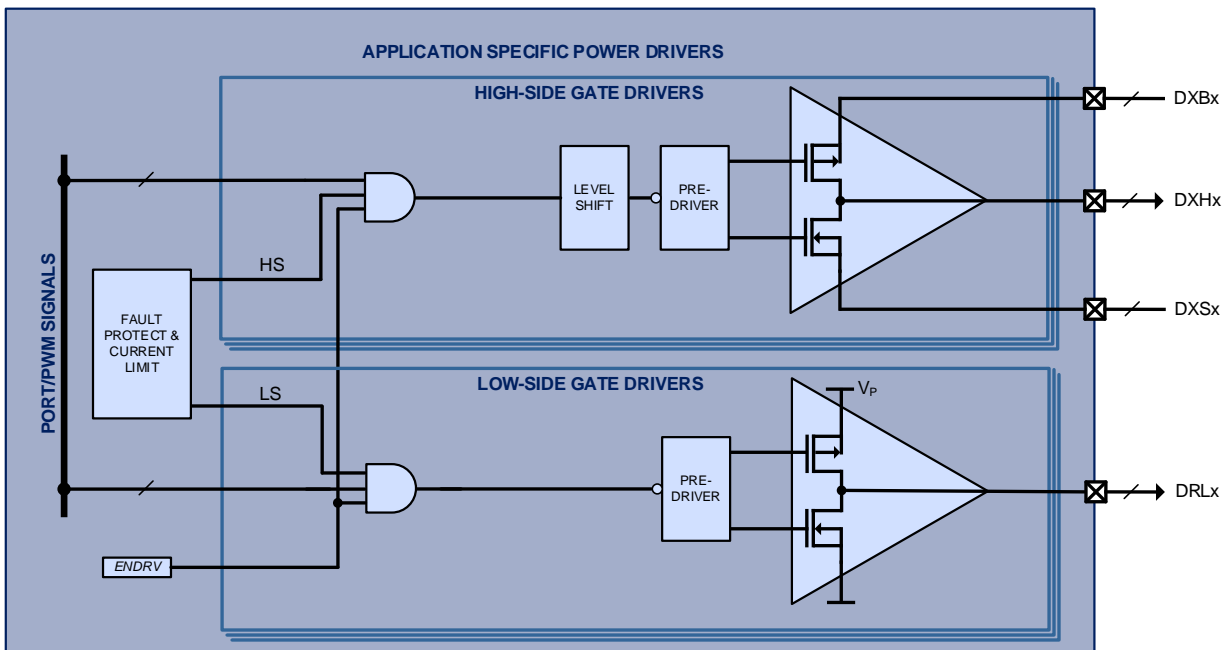 APPLICATION SPECIFIC POWER DRIVERS
HIGH-SIDE GATE DRIVERS
DXBx
LEVEL
SHIFT
PRE-
DRIVER
DXHx
HS
DXSx
PORT/PWM SIGNALS
FAULT
PROTECT &
CURRENT
LIMIT
LOW-SIDE GATE DRIVERS
LS
VP
PRE-
DRIVER
DRLx
ENDRV